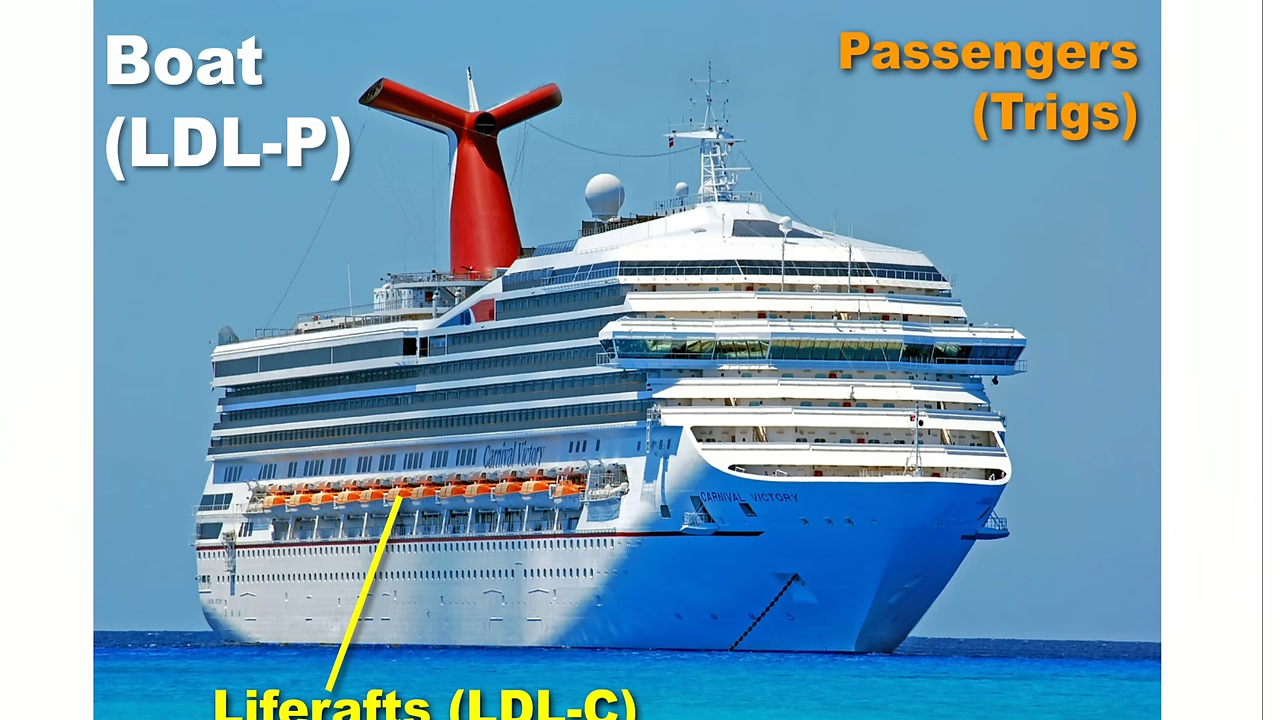 Boat
(LDL-P)
Passengers
(Trigs)
Carnival Victory
CARNIVAL VICTORY
Liferafts (LDL-C)